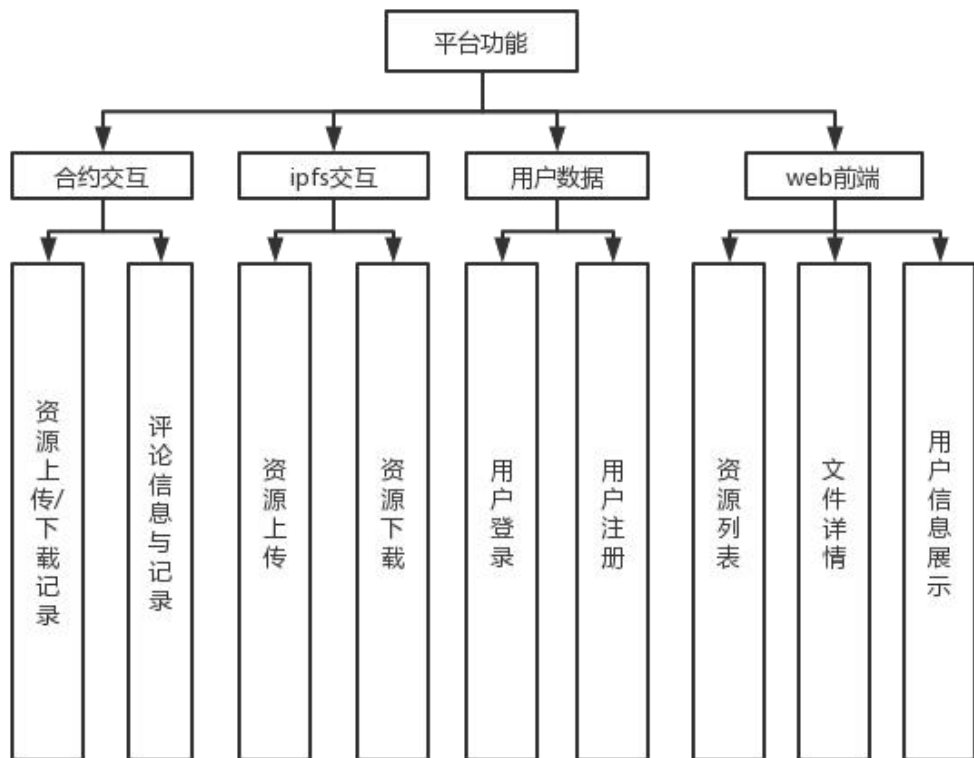 平台功能
合约交互
ipfs交互
用户数据
web前端
资源上传/下载记录
评论信息与记录
资源上传
资源下载
用户登录
用户注册
资源列表
文件详情
用户信息展示